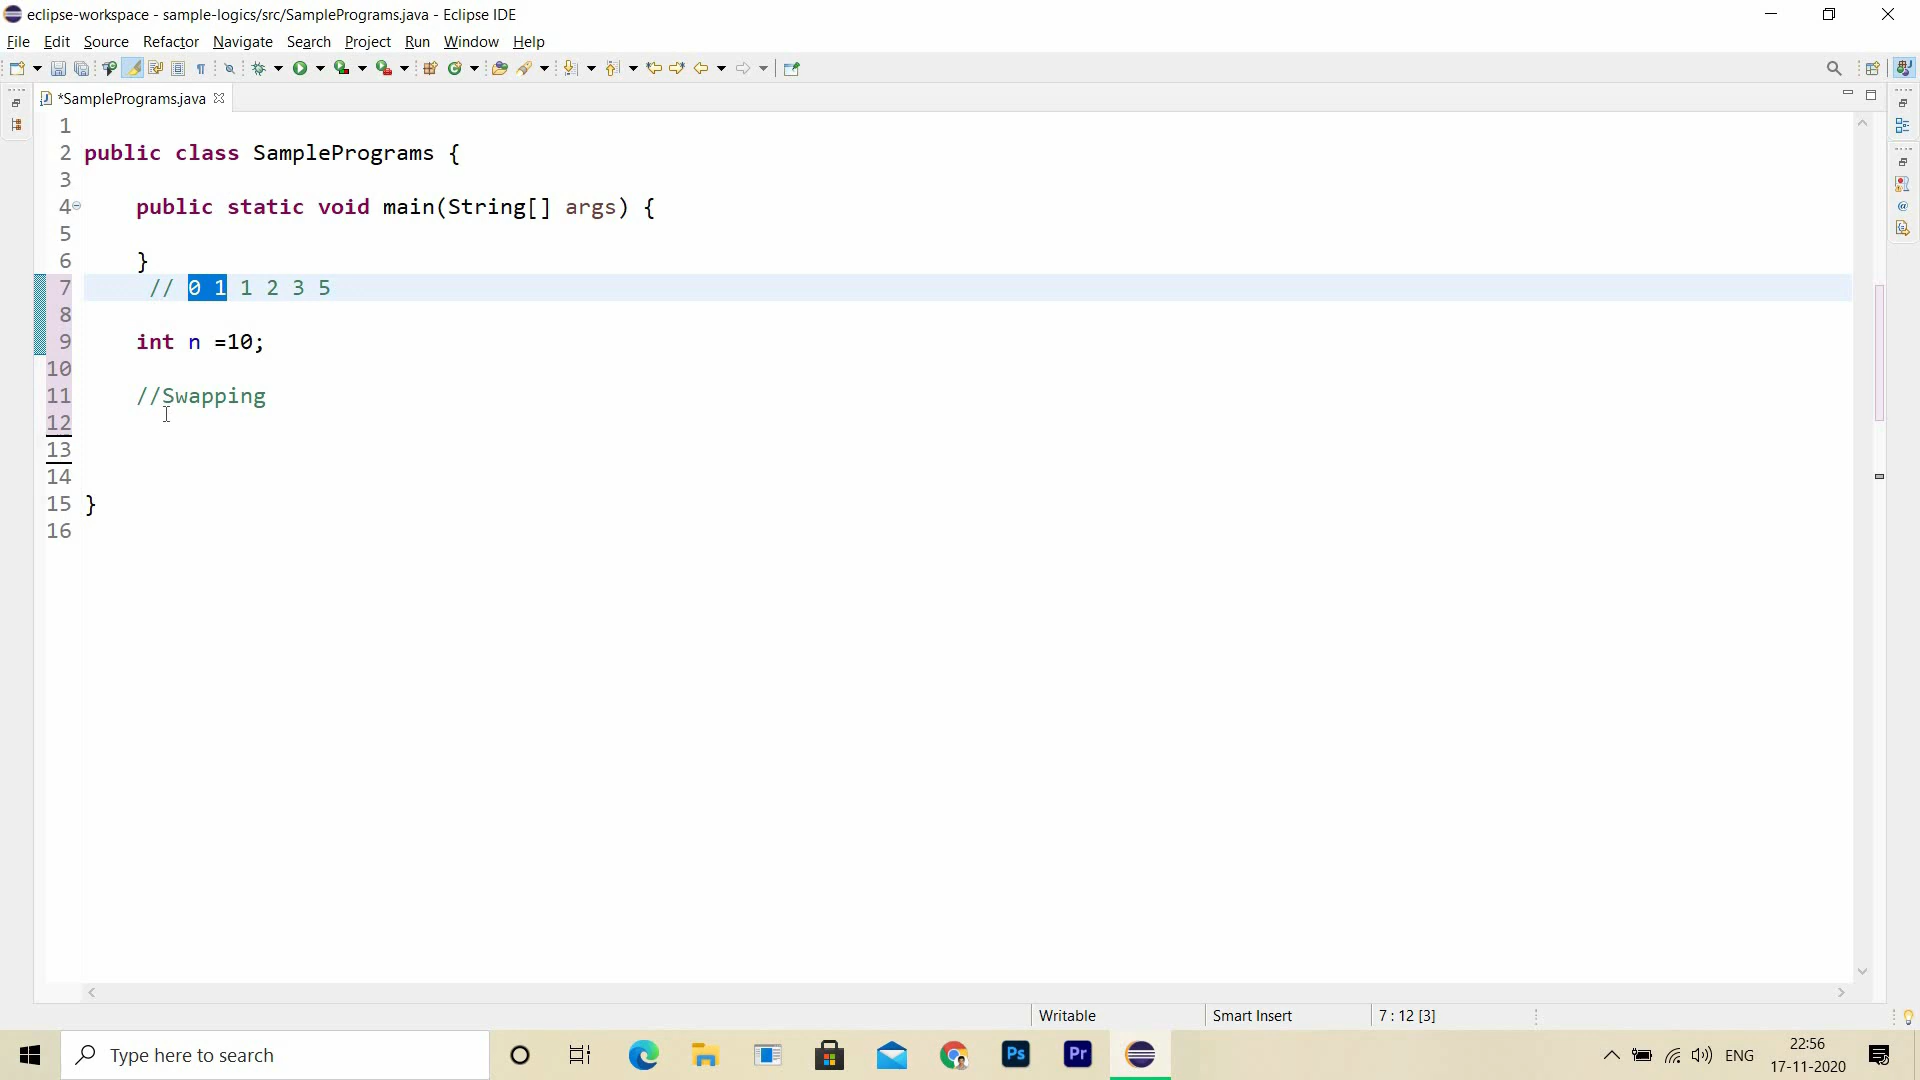 eclipse-workspace - sample-logics/src/SamplePrograms.java - Eclipse IDE
File Edit Source Refactor Navigate Search Project Run Window Help
*SamplePrograms.java
1
2 public class SamplePrograms {
3
4 public static void main(String[] args) {
5
6 }
7 // 0 1 1 2 3 5
8
9 int n =10;
10
11 //Swapping
12
13
14
15 }
16
Writable Smart Insert 7 : 12 [3]
Type here to search Ps Pr ENG 22:56
17-11-2020